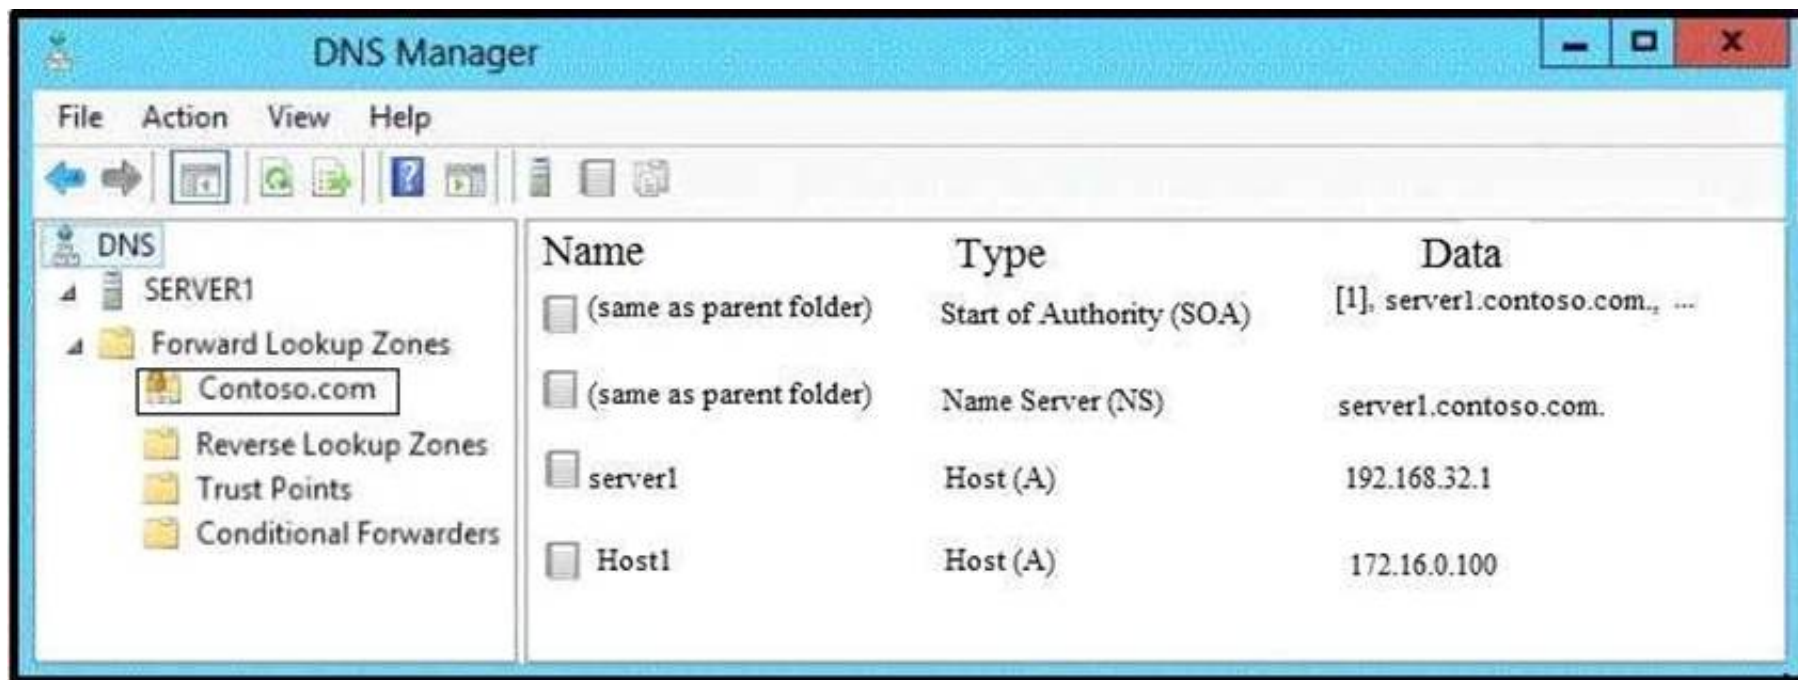 DNS Manager
File Action View Help
DNS
SERVER1
Forward Lookup Zones
Contoso.com
Reverse Lookup Zones
Trust Points
Conditional Forwarders
Name Type Data
(same as parent folder) Start of Authority (SOA) [1], server1.contoso.com., ...
(same as parent folder) Name Server (NS) server1.contoso.com.
server1 Host (A) 192.168.32.1
Host1 Host (A) 172.16.0.100